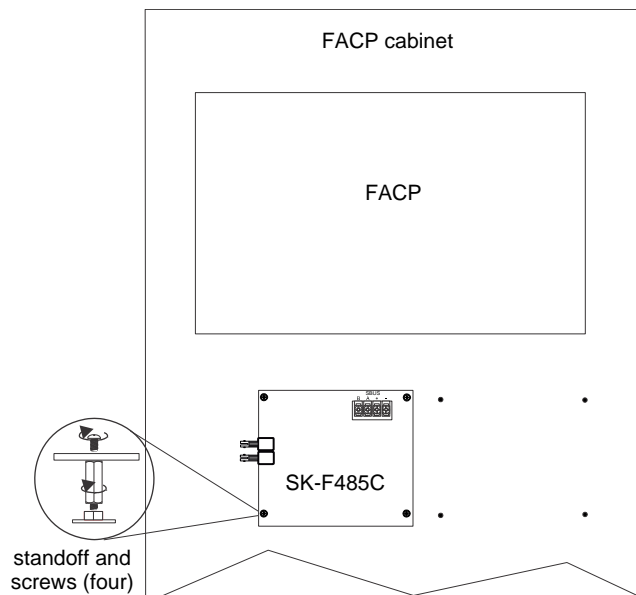 FACP cabinet
FACP
SBUS
B A + -
SK-F485C
standoff and
screws (four)